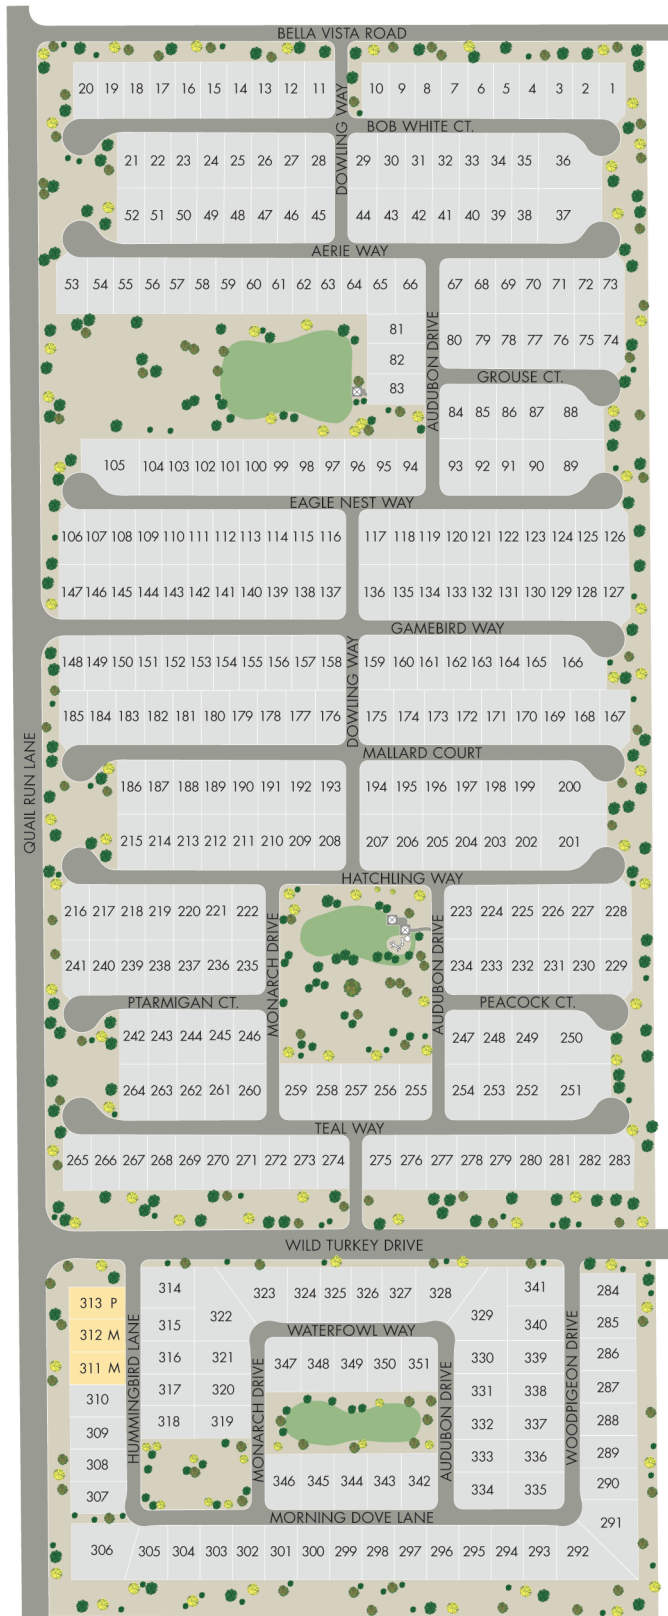 BELLA VISTA ROAD
20 19 18 17 16 15 14 13 12 11
10 9 8 7 6 5 4 3 2 1
DOWLING WAY
BOB WHITE CT.
21 22 23 24 25 26 27 28
29 30 31 32 33 34 35 36
52 51 50 49 48 47 46 45
44 43 42 41 40 39 38 37
AERIE WAY
53 54 55 56 57 58 59 60 61 62 63 64 65 66
67 68 69 70 71 72 73
81
82
83
AUDUBON DRIVE
80 79 78 77 76 75 74
GROUSE CT.
84 85 86 87 88
105 104 103 102 101 100 99 98 97 96 95 94
93 92 91 90 89
EAGLE NEST WAY
106 107 108 109 110 111 112 113 114 115 116
117 118 119 120 121 122 123 124 125 126
147 146 145 144 143 142 141 140 139 138 137
136 135 134 133 132 131 130 129 128 127
GAMEBIRD WAY
148 149 150 151 152 153 154 155 156 157 158
159 160 161 162 163 164 165 166
DOWLING WAY
185 184 183 182 181 180 179 178 177 176
175 174 173 172 171 170 169 168 167
MALLARD COURT
QUAIL RUN LANE
186 187 188 189 190 191 192 193
194 195 196 197 198 199 200
215 214 213 212 211 210 209 208
207 206 205 204 203 202 201
HATCHLING WAY
216 217 218 219 220 221 222
223 224 225 226 227 228
MONARCH DRIVE
AUDUBON DRIVE
241 240 239 238 237 236 235
234 233 232 231 230 229
PTARMIGAN CT.
PEACOCK CT.
242 243 244 245 246
247 248 249 250
264 263 262 261 260
259 258 257 256 255
254 253 252 251
TEAL WAY
265 266 267 268 269 270 271 272 273 274
275 276 277 278 279 280 281 282 283
WILD TURKEY DRIVE
313 P
312 M
311 M
310
309
308
307
HUMMINGBIRD LANE
314
315
316
317
318
322
321
320
319
323 324 325 326 327 328
WATERFOWL WAY
MONARCH DRIVE
347 348 349 350 351
346 345 344 343 342
AUDUBON DRIVE
329
330
331
332
333
334
341
340
339
338
337
336
335
WOODPIGEON DRIVE
284
285
286
287
288
289
290
291
MORNING DOVE LANE
306 305 304 303 302 301 300 299 298 297 296 295 294 293 292